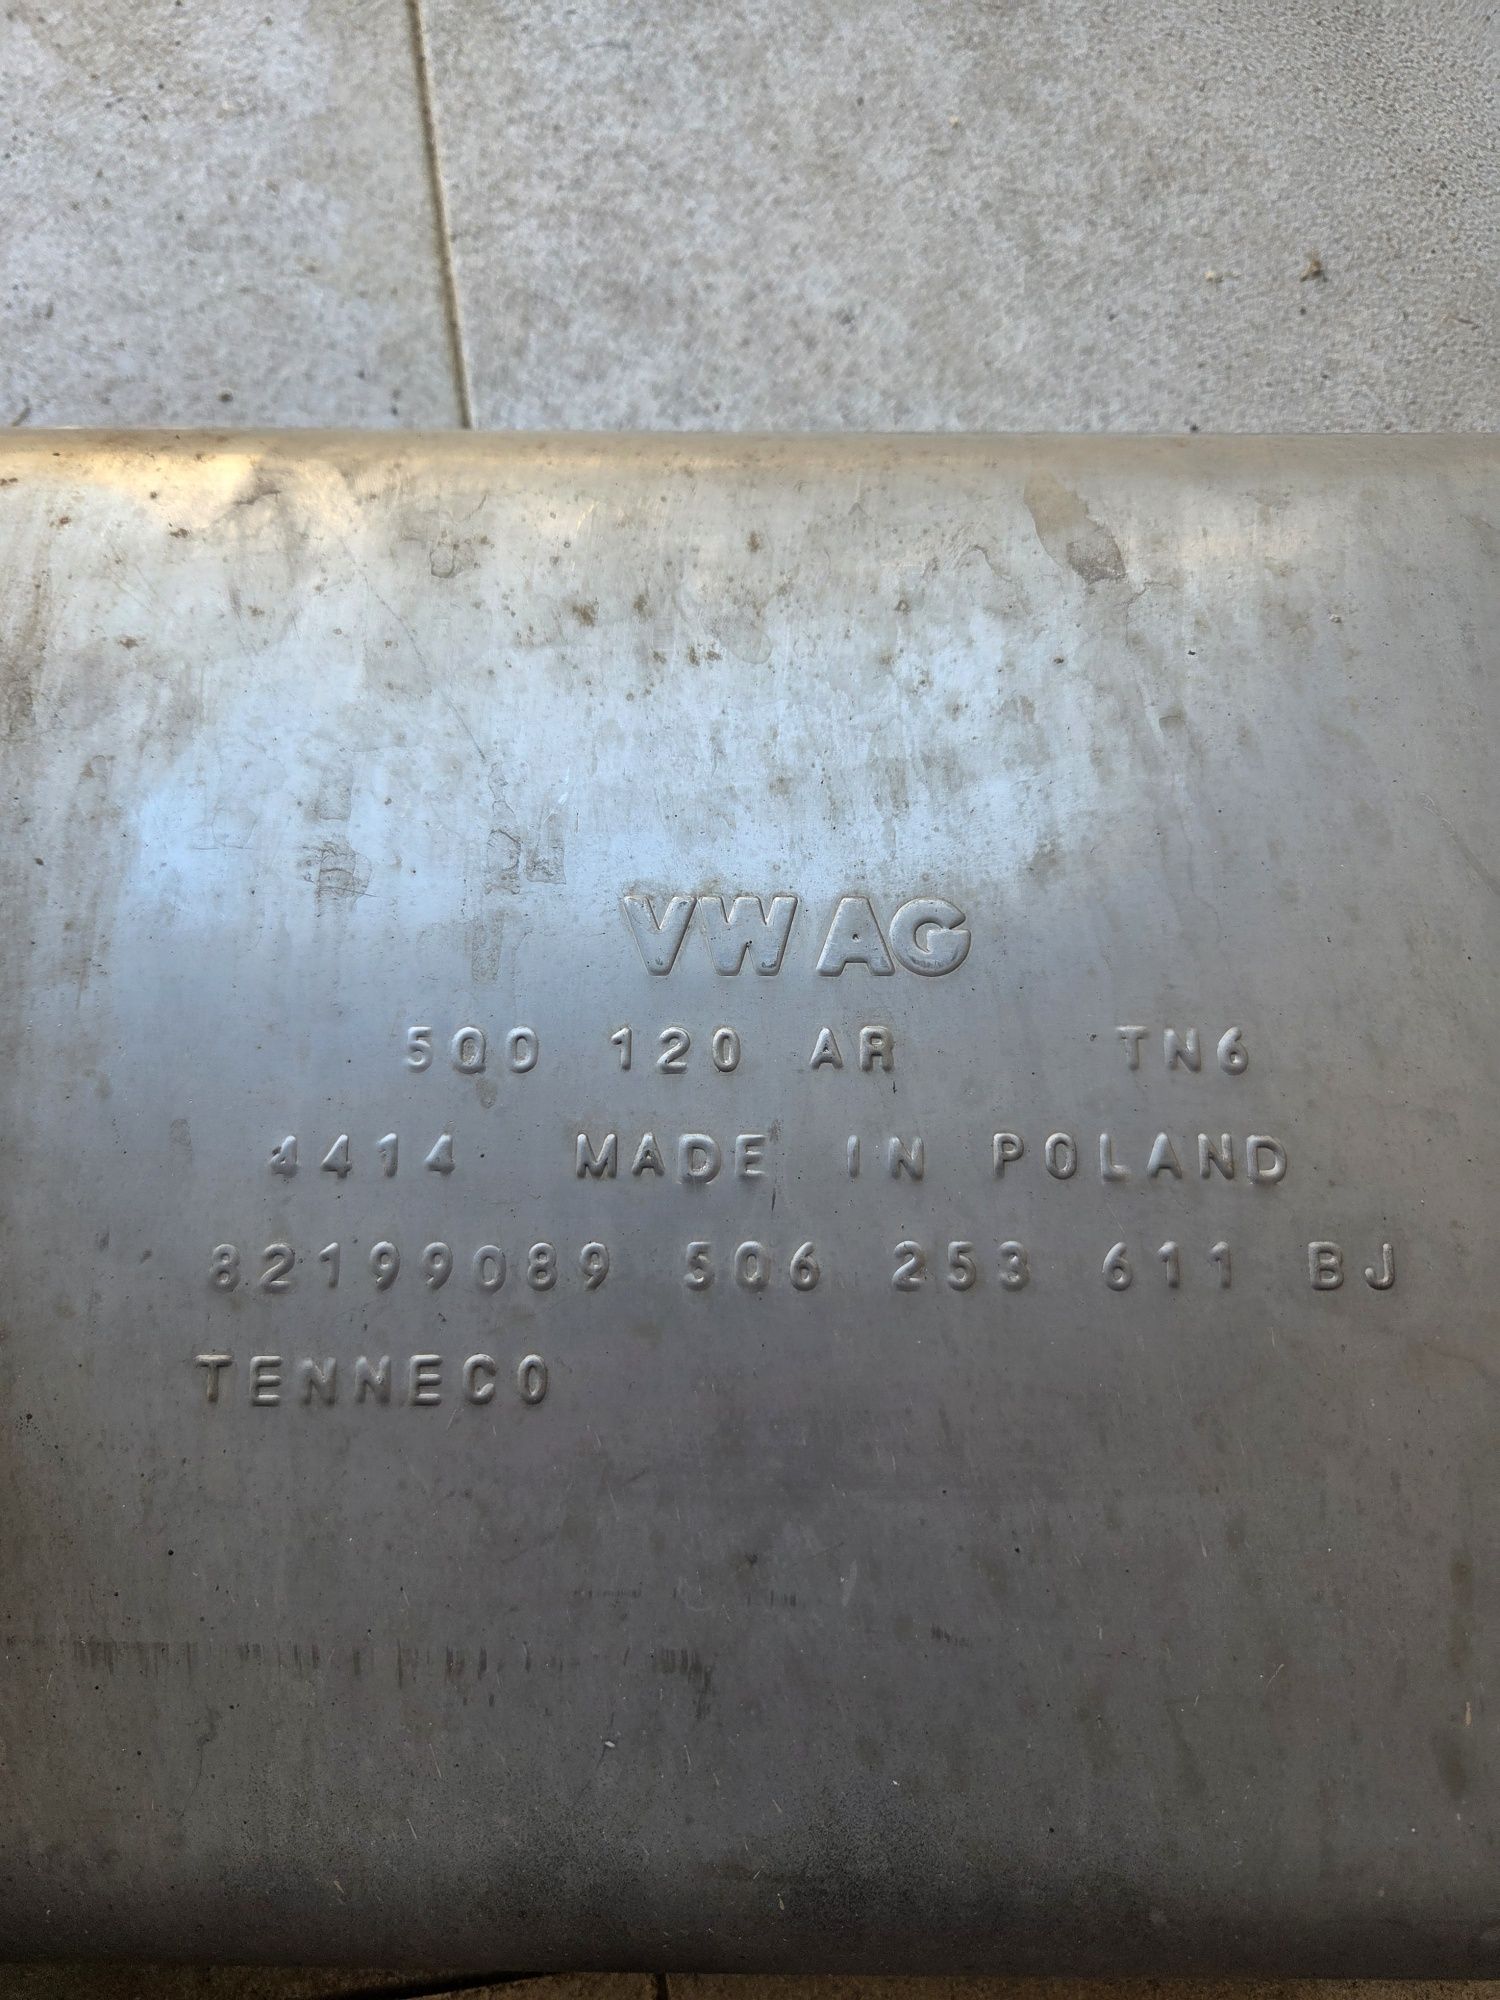 VW AG
5Q0 120 AR TN6
4414 MADE IN POLAND
82199089 5Q6 253 611 BJ
TENNECO